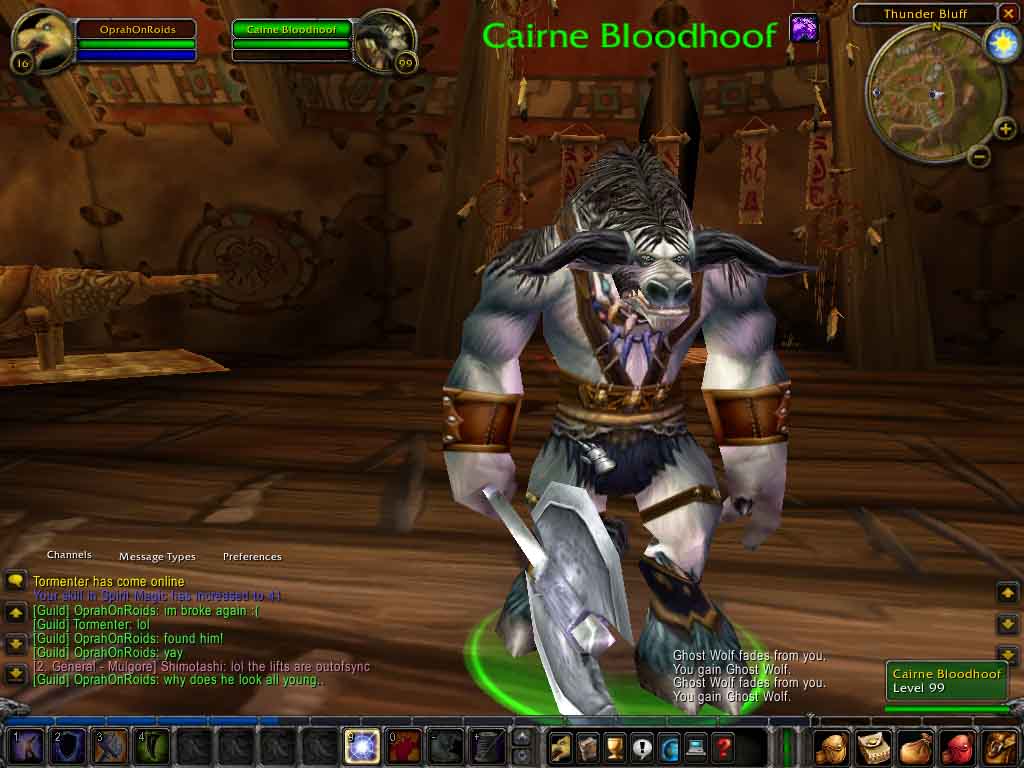 OprahOnRoids
16
Cairne Bloodhoof
99
Cairne Bloodhoof
Thunder Bluff
N
Channels
Message Types
Preferences
Tormenter has come online
Your skill in Spirit Magic has increased to 41
[Guild] OprahOnRoids: im broke again :(
[Guild] Tormenter: lol
[Guild] OprahOnRoids: found him!
[Guild] OprahOnRoids: yay
[2. General - Mulgore] Shimotashi: lol the lifts are outofsync
[Guild] OprahOnRoids: why does he look all young..
Ghost Wolf fades from you.
You gain Ghost Wolf.
Ghost Wolf fades from you.
You gain Ghost Wolf.
Cairne Bloodhoof
Level 99
1 2 3 4 9 0 - +